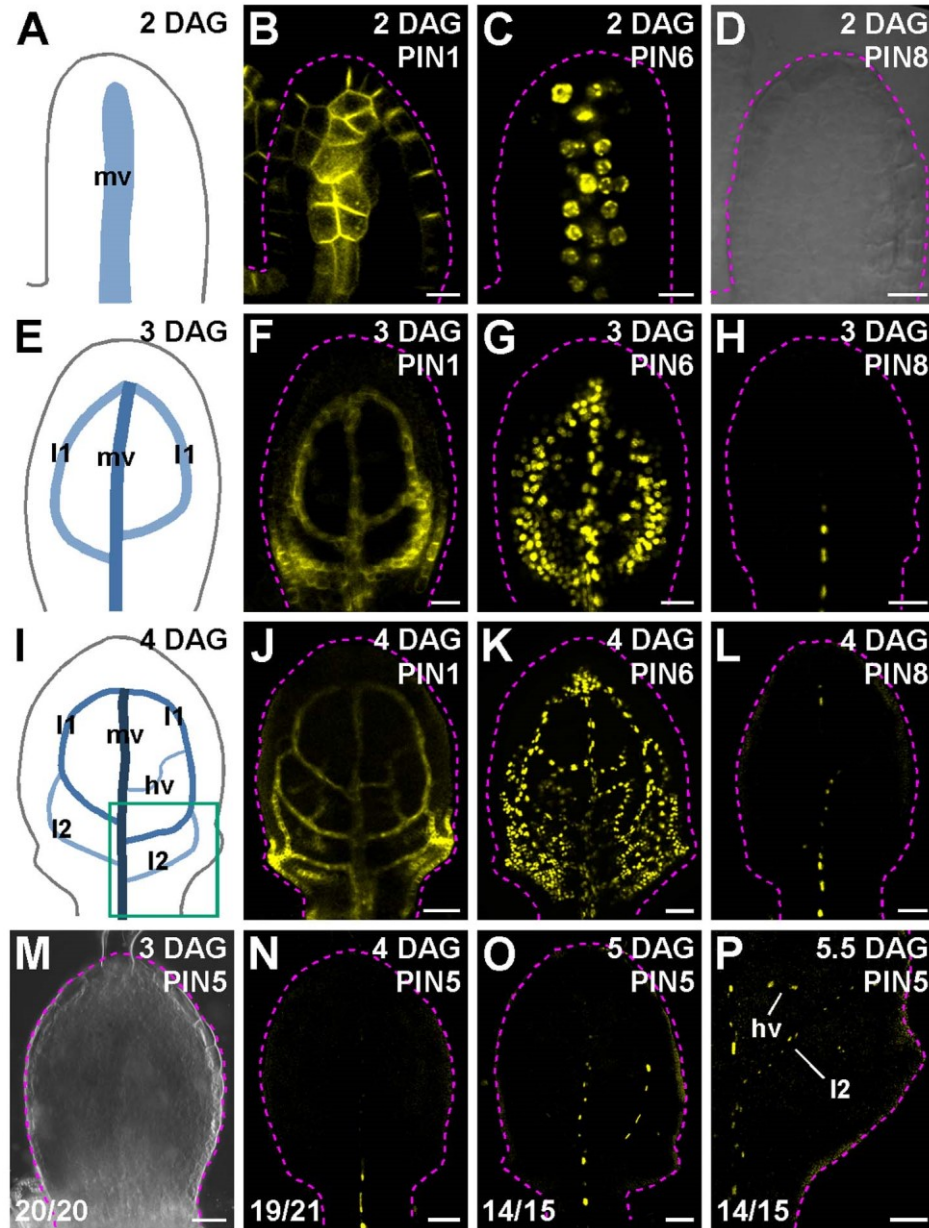 A 2 DAG
mv
B 2 DAG
PIN1
C 2 DAG
PIN6
D 2 DAG
PIN8
E 3 DAG
l1 mv l1
F 3 DAG
PIN1
G 3 DAG
PIN6
H 3 DAG
PIN8
I 4 DAG
l1 mv l1
hv
l2
l2
J 4 DAG
PIN1
K 4 DAG
PIN6
L 4 DAG
PIN8
M 3 DAG
PIN5
20/20
N 4 DAG
PIN5
19/21
O 5 DAG
PIN5
14/15
P 5.5 DAG
PIN5
hv
l2
14/15